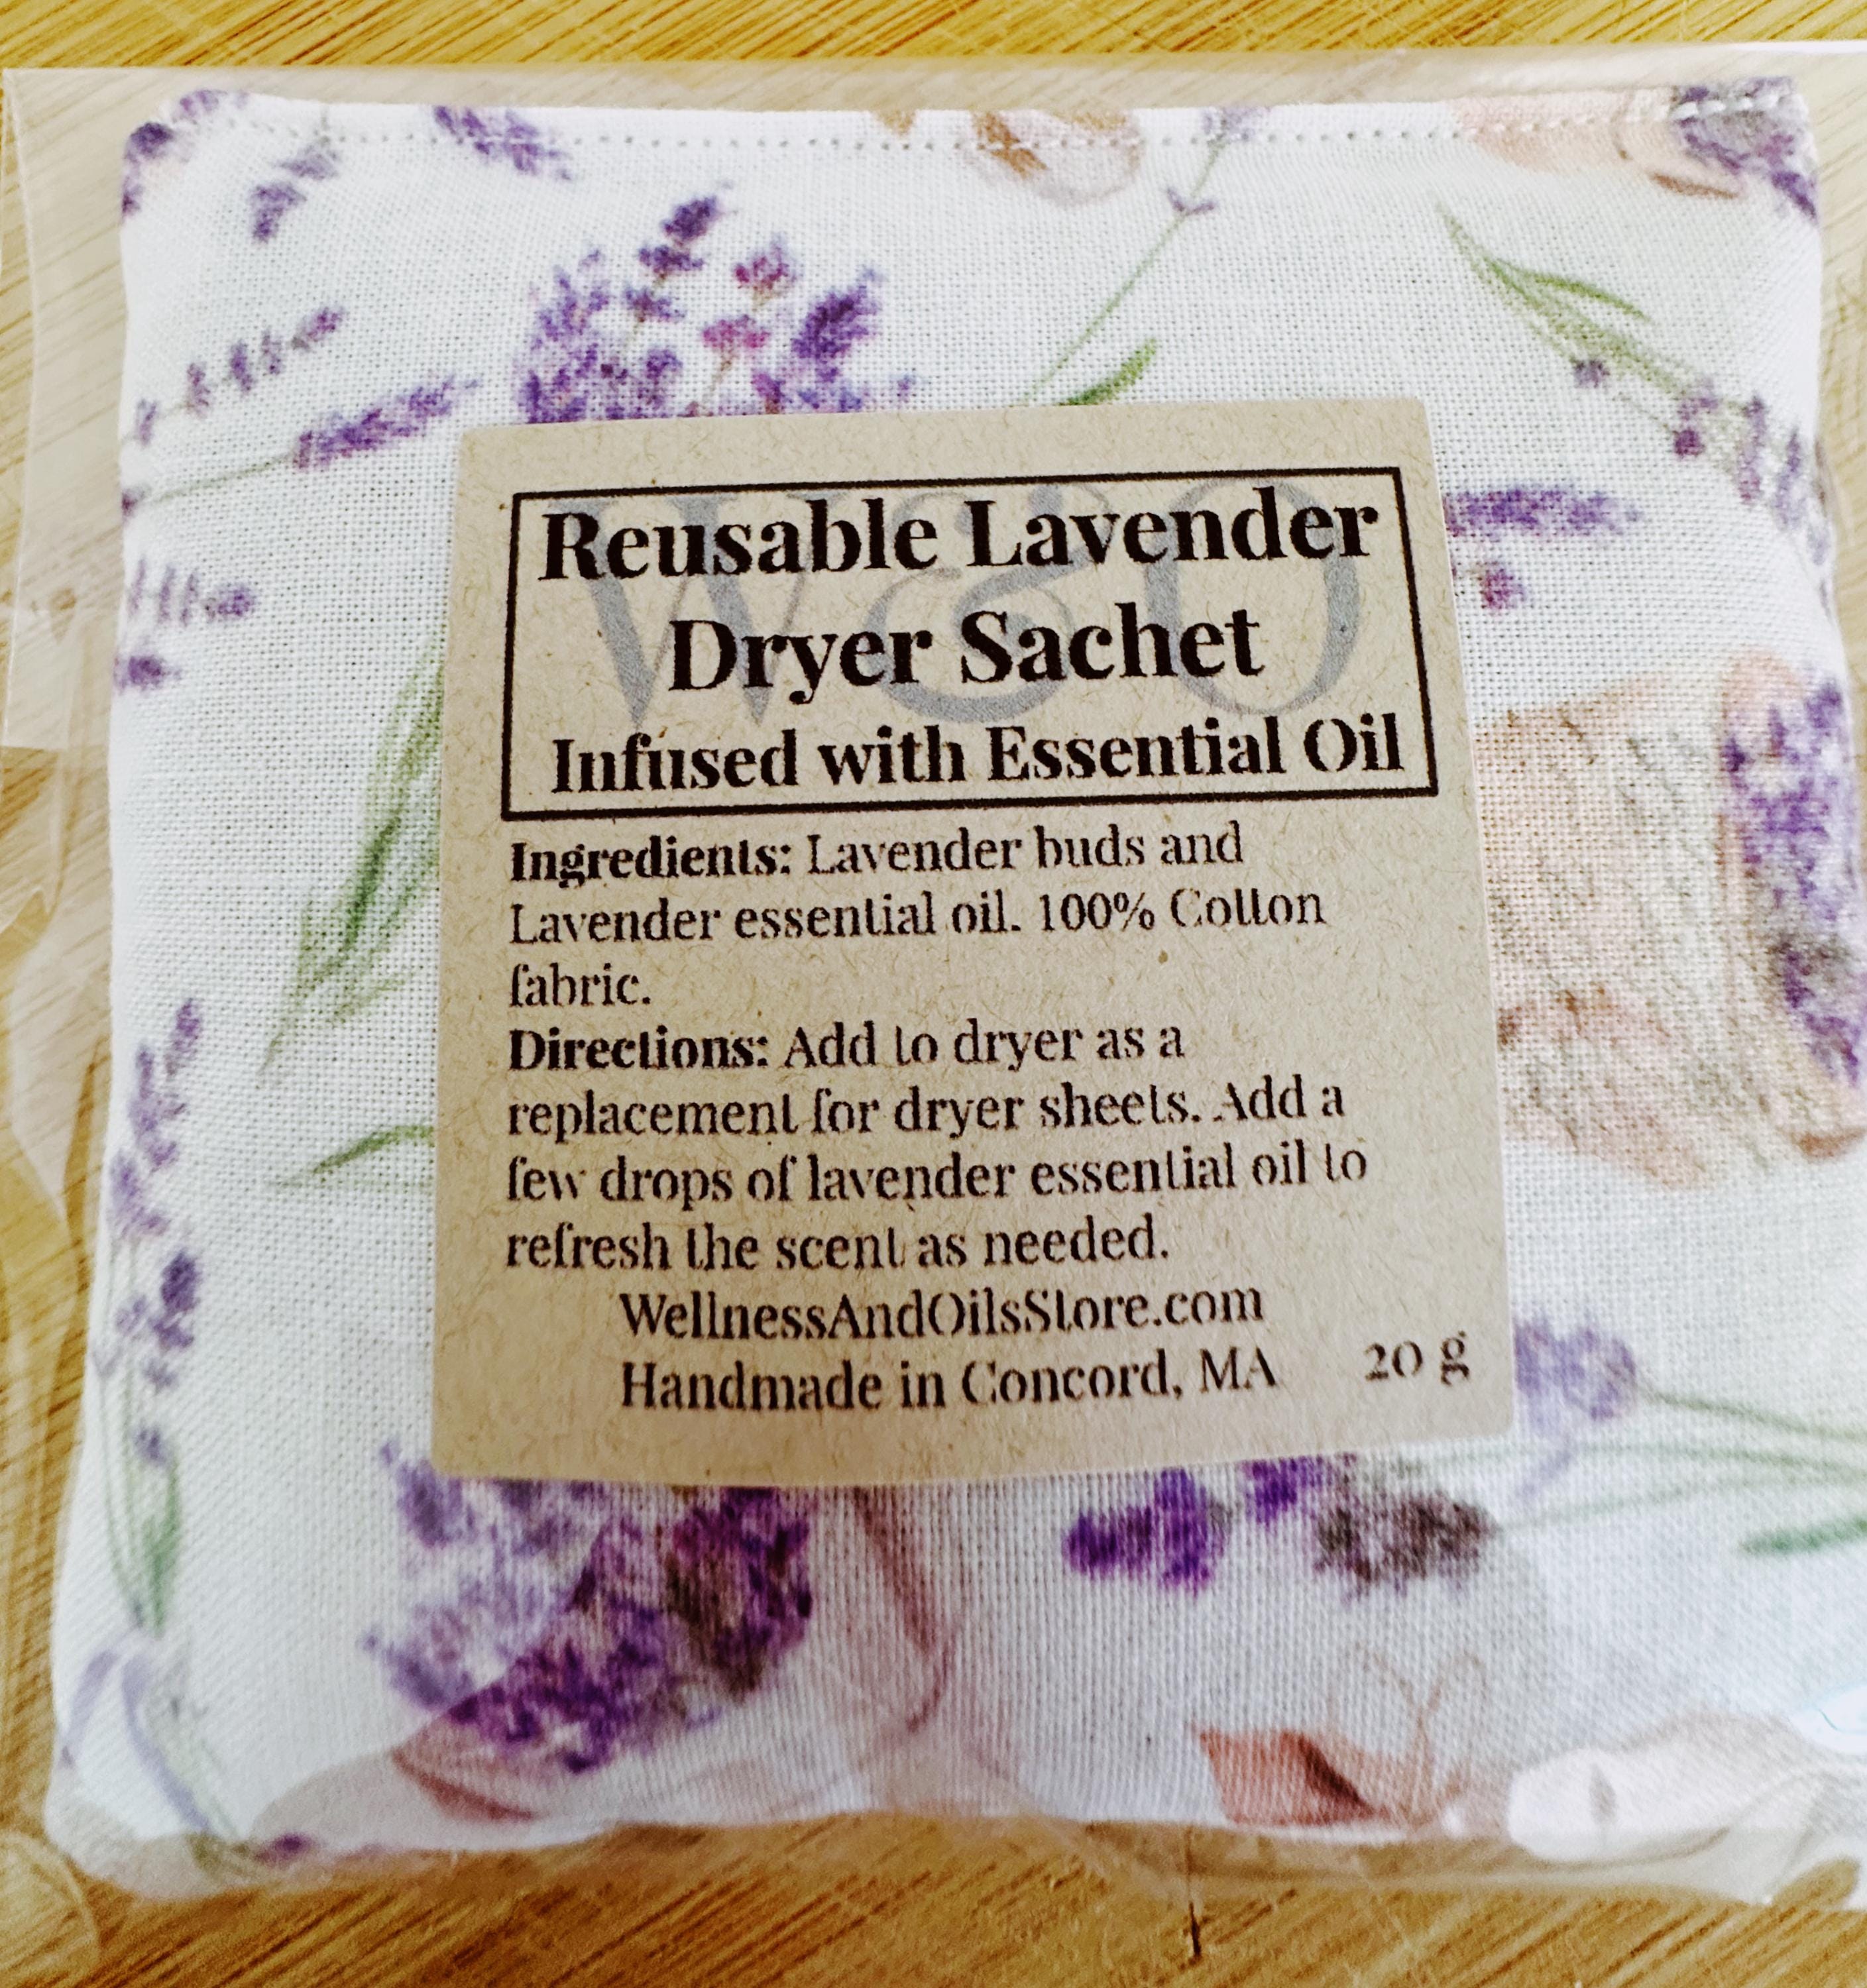 W&O
Reusable Lavender
Dryer Sachet
Infused with Essential Oil
Ingredients: Lavender buds and
Lavender essential oil. 100% Cotton
fabric.
Directions: Add to dryer as a
replacement for dryer sheets. Add a
few drops of lavender essential oil to
refresh the scent as needed.
WellnessAndOilsStore.com
Handmade in Concord, MA 20 g